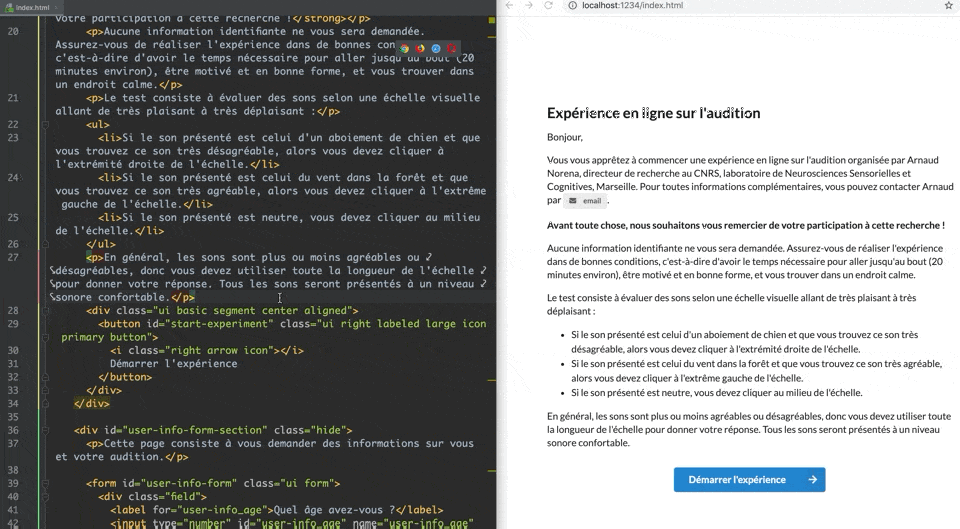 index.html
votre participation à cette recherche !</strong></p>
20 <p>Aucune information identifiante ne vous sera demandée.
Assurez-vous de réaliser l'expérience dans de bonnes con
c'est-à-dire d'avoir le temps nécessaire pour aller jusqu'au bout (20
minutes environ), être motivé et en bonne forme, et vous trouver dans
un endroit calme.</p>
21 <p>Le test consiste à évaluer des sons selon une échelle visuelle
allant de très plaisant à très déplaisant :</p>
22 <ul>
23 <li>Si le son présenté est celui d'un aboiement de chien et que
vous trouvez ce son très désagréable, alors vous devez cliquer à
l'extrémité droite de l'échelle.</li>
24 <li>Si le son présenté est celui du vent dans la forêt et que
vous trouvez ce son très agréable, alors vous devez cliquer à l'extrême
gauche de l'échelle.</li>
25 <li>Si le son présenté est neutre, vous devez cliquer au milieu
de l'échelle.</li>
26 </ul>
27 <p>En général, les sons sont plus ou moins agréables ou
désagréables, donc vous devez utiliser toute la longueur de l'échelle
pour donner votre réponse. Tous les sons seront présentés à un niveau
sonore confortable.</p>
28 <div class="ui basic segment center aligned">
29 <button id="start-experiment" class="ui right labeled large icon
primary button">
30 <i class="right arrow icon"></i>
31 Démarrer l'expérience
32 </button>
33 </div>
34 </div>
35
36 <div id="user-info-form-section" class="hide">
37 <p>Cette page consiste à vous demander des informations sur vous
et votre audition.</p>
38
39 <form id="user-info-form" class="ui form">
40 <div class="field">
41 <label for="user-info_age">Quel âge avez-vous ?</label>
42 <input type="number" id="user-info_age" name="user-info_age"
localhost:1234/index.html
Expérience en ligne sur l'audition
Bonjour,
Vous vous apprêtez à commencer une expérience en ligne sur l'audition organisée par Arnaud
Norena, directeur de recherche au CNRS, laboratoire de Neurosciences Sensorielles et
Cognitives, Marseille. Pour toutes informations complémentaires, vous pouvez contacter Arnaud
par email .
Avant toute chose, nous souhaitons vous remercier de votre participation à cette recherche !
Aucune information identifiante ne vous sera demandée. Assurez-vous de réaliser l'expérience
dans de bonnes conditions, c'est-à-dire d'avoir le temps nécessaire pour aller jusqu'au bout (20
minutes environ), être motivé et en bonne forme, et vous trouver dans un endroit calme.
Le test consiste à évaluer des sons selon une échelle visuelle allant de très plaisant à très
déplaisant :
Si le son présenté est celui d'un aboiement de chien et que vous trouvez ce son très
désagréable, alors vous devez cliquer à l'extrémité droite de l'échelle.
Si le son présenté est celui du vent dans la forêt et que vous trouvez ce son très agréable,
alors vous devez cliquer à l'extrême gauche de l'échelle.
Si le son présenté est neutre, vous devez cliquer au milieu de l'échelle.
En général, les sons sont plus ou moins agréables ou désagréables, donc vous devez utiliser toute
la longueur de l'échelle pour donner votre réponse. Tous les sons seront présentés à un niveau
sonore confortable.
Démarrer l'expérience